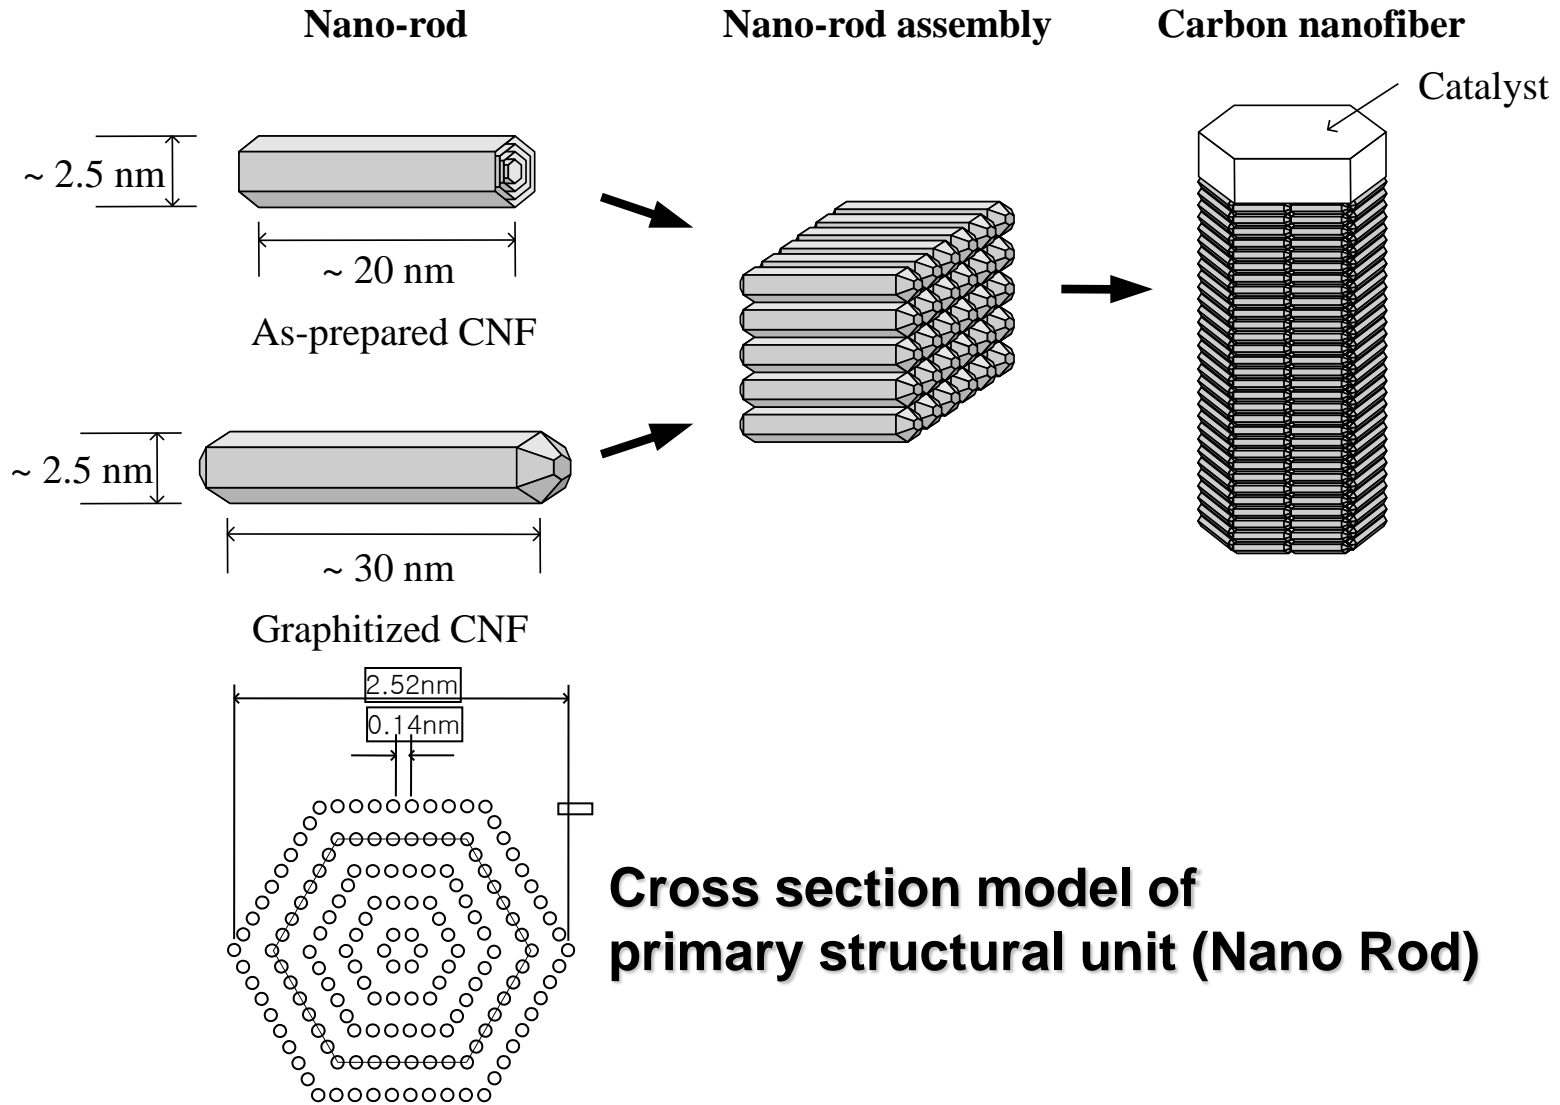 Nano-rod
Nano-rod assembly
Carbon nanofiber
Catalyst
~ 2.5 nm
~ 20 nm
As-prepared CNF
~ 2.5 nm
~ 30 nm
Graphitized CNF
2.52nm
0.14nm
Cross section model of
primary structural unit (Nano Rod)